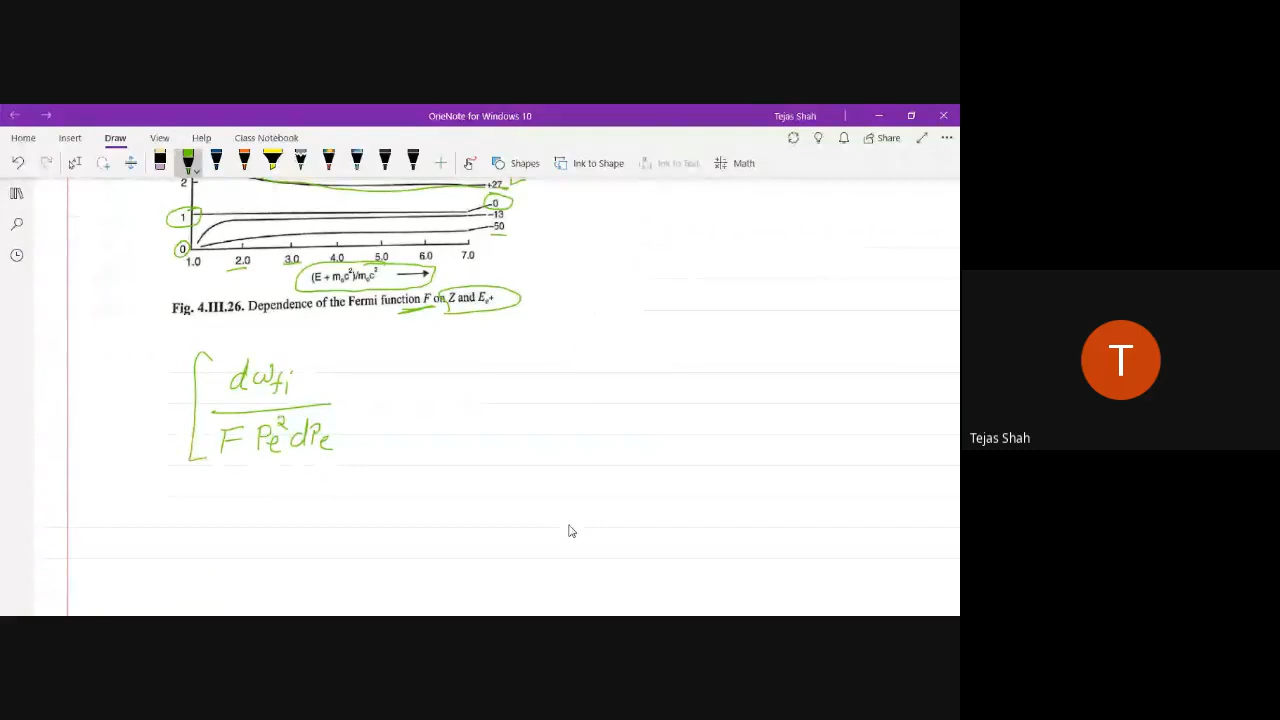 OneNote for Windows 10
Tejas Shah
Home Insert Draw View Help Class Notebook
Share
Shapes Ink to Shape Ink to Text Math
2
+27
0
1
-13
-50
0
1.0 2.0 3.0 4.0 5.0 6.0 7.0
(E + mₑc²)/mₑc²
Fig. 4.III.26. Dependence of the Fermi function F on Z and Eₑ+
dω_fi
F Pe² dPe
T
Tejas Shah